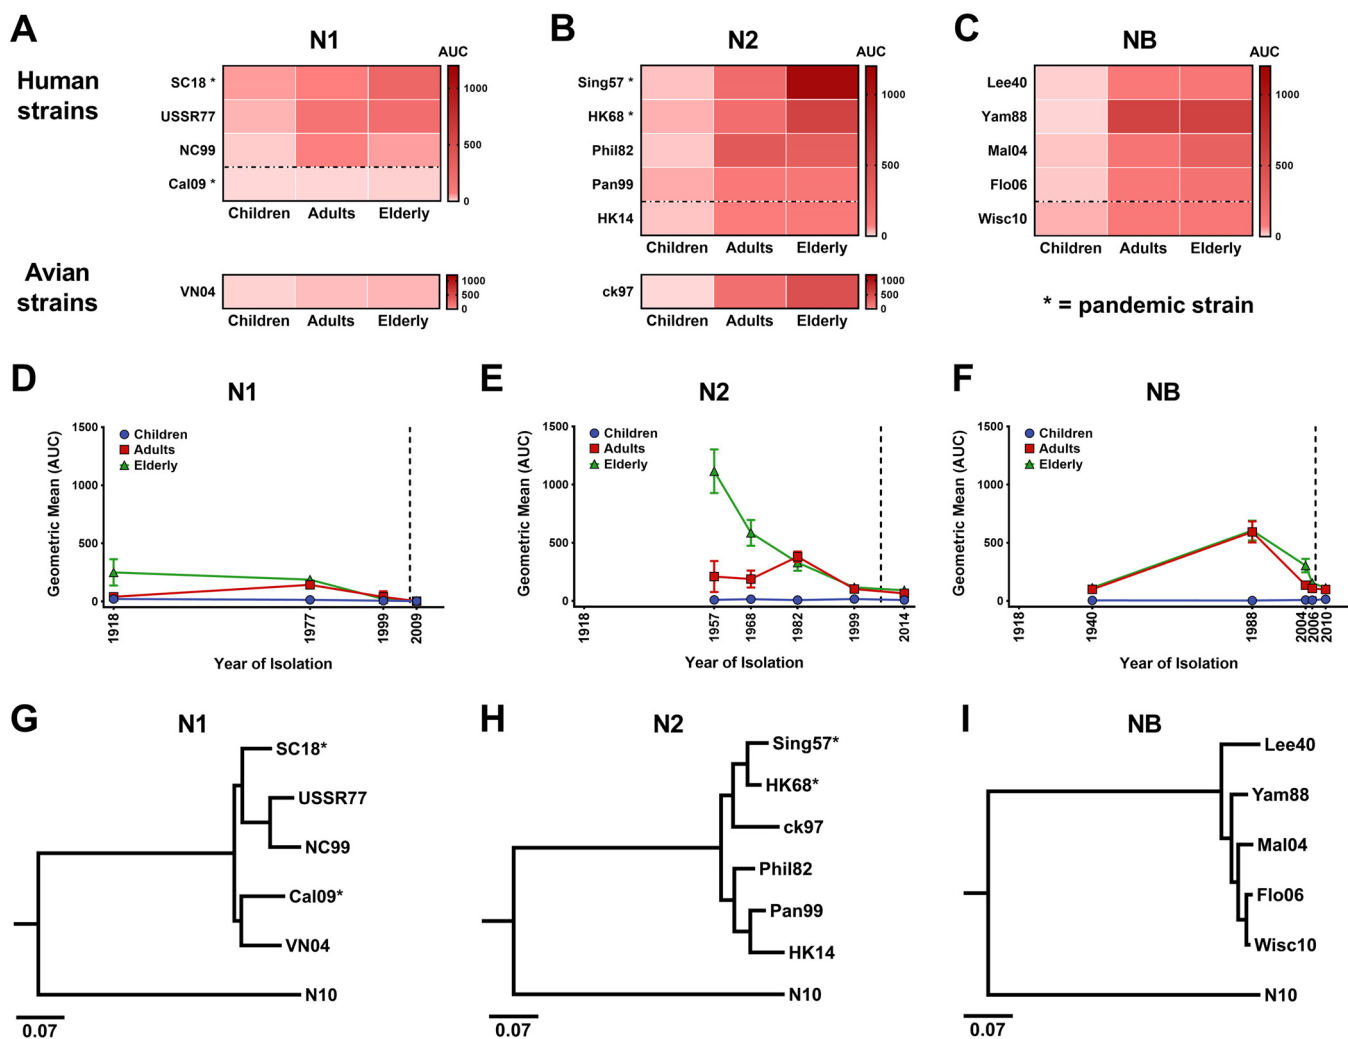 A
N1
AUC
Human
strains
SC18 *
USSR77
NC99
Cal09 *
1000
500
0
Children Adults Elderly
Avian
strains
VN04
1000
500
0
Children Adults Elderly
B
N2
AUC
Sing57 *
HK68 *
Phil82
Pan99
HK14
1000
500
0
Children Adults Elderly
ck97
1000
500
0
Children Adults Elderly
C
NB
AUC
Lee40
Yam88
Mal04
Flo06
Wisc10
1000
500
0
Children Adults Elderly
* = pandemic strain
D
N1
Geometric Mean (AUC)
1500
1000
500
0
Children
Adults
Elderly
1918
1977
1999
2009
Year of Isolation
E
N2
Geometric Mean (AUC)
1500
1000
500
0
Children
Adults
Elderly
1918
1957
1968
1982
1999
2014
Year of Isolation
F
NB
Geometric Mean (AUC)
1500
1000
500
0
Children
Adults
Elderly
1918
1940
1988
2004
2006
2010
Year of Isolation
G
N1
SC18*
USSR77
NC99
Cal09*
VN04
N10
0.07
H
N2
Sing57*
HK68*
ck97
Phil82
Pan99
HK14
N10
0.07
I
NB
Lee40
Yam88
Mal04
Flo06
Wisc10
N10
0.07